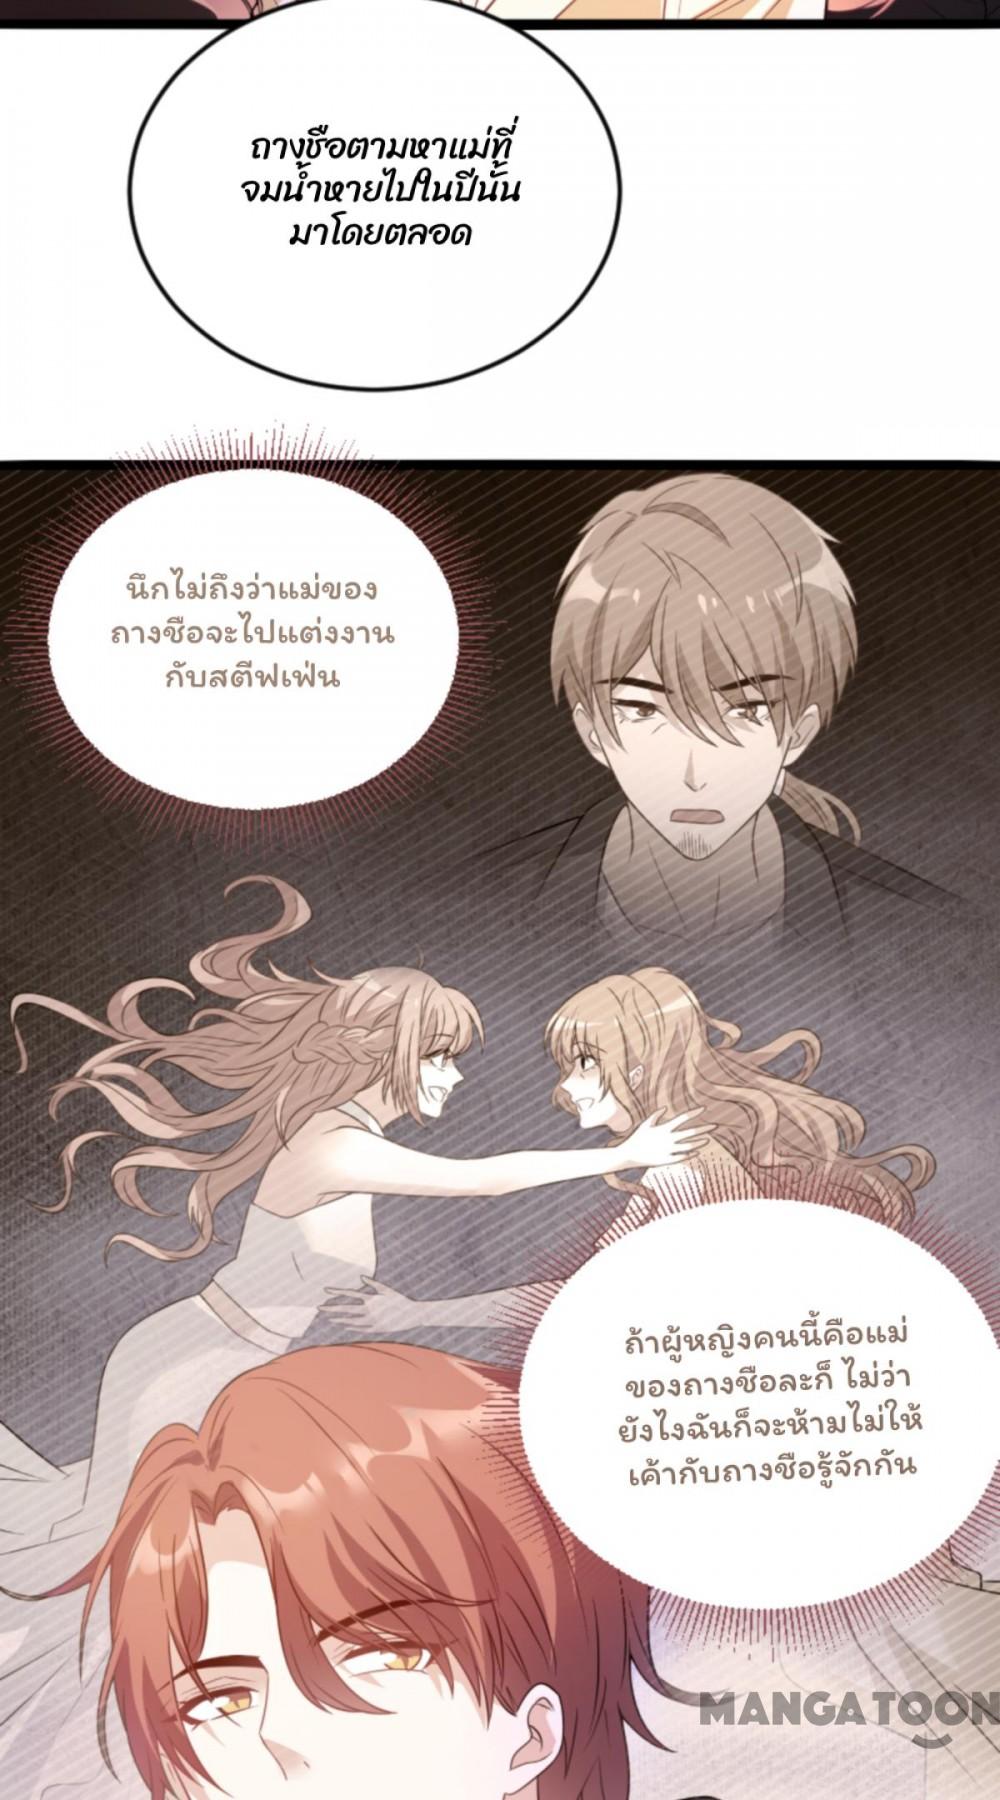 ถางชือตามหาแม่ที่
จมน้ำหายไปในปีนั้น
มาโดยตลอด
นึกไม่ถึงว่าแม่ของ
ถางชือจะไปแต่งงาน
กับสตีฟเฟ่น
ถ้าผู้หญิงคนนี้คือแม่
ของถางชือละก็ ไม่ว่า
ยังไงฉันก็จะห้ามไม่ให้
เค้ากับถางชือรู้จักกัน
MANGATOON